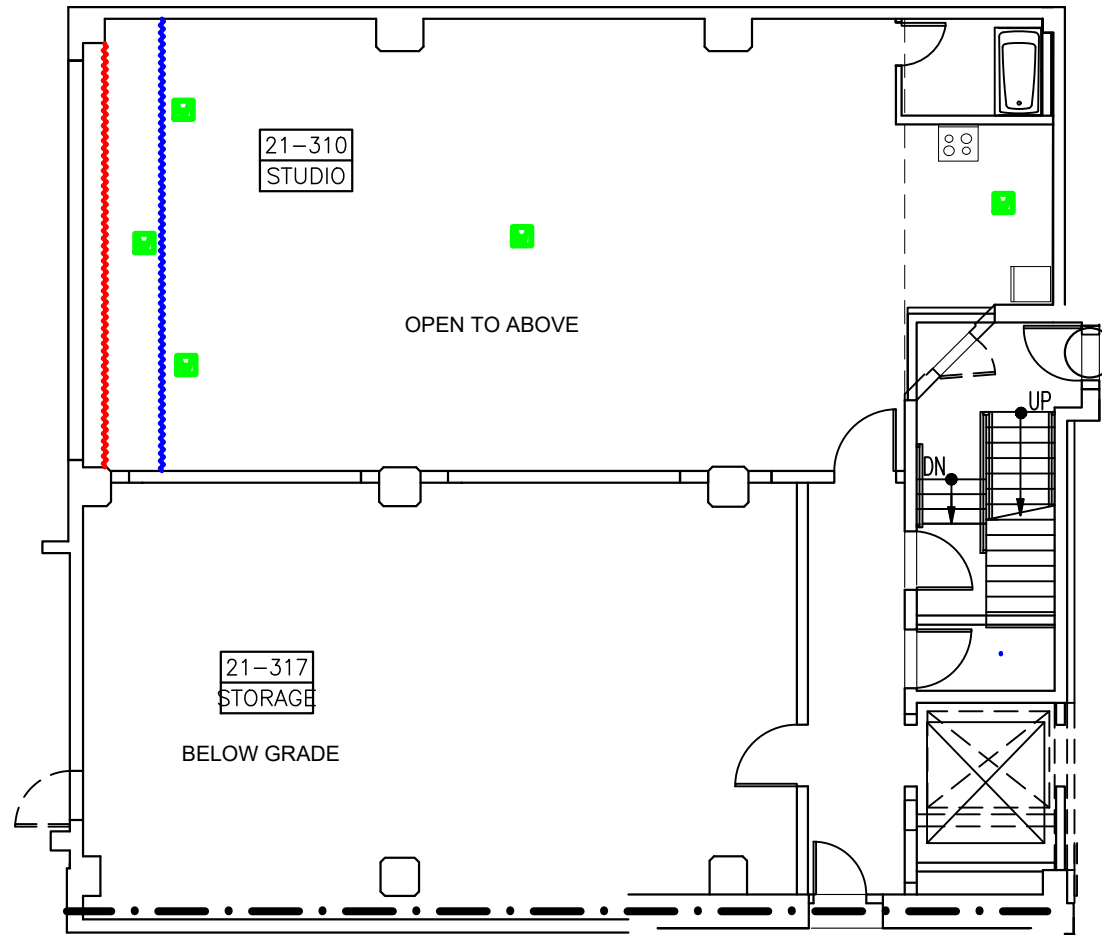 21-310
STUDIO
OPEN TO ABOVE
UP
DN
21-317
STORAGE
BELOW GRADE